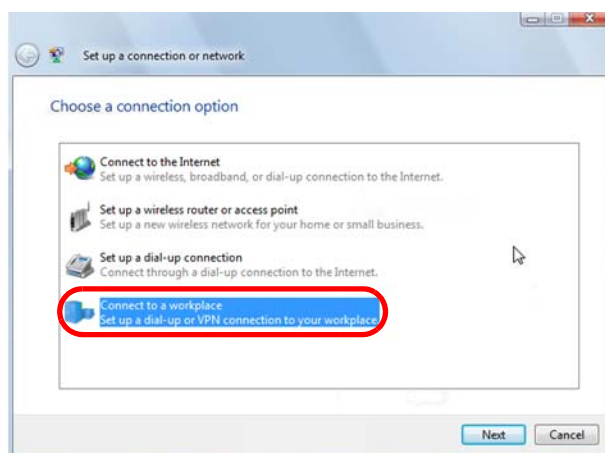 Set up a connection or network
Choose a connection option
Connect to the Internet
Set up a wireless, broadband, or dial-up connection to the Internet.
Set up a wireless router or access point
Set up a new wireless network for your home or small business.
Set up a dial-up connection
Connect through a dial-up connection to the Internet.
Connect to a workplace
Set up a dial-up or VPN connection to your workplace.
Next
Cancel